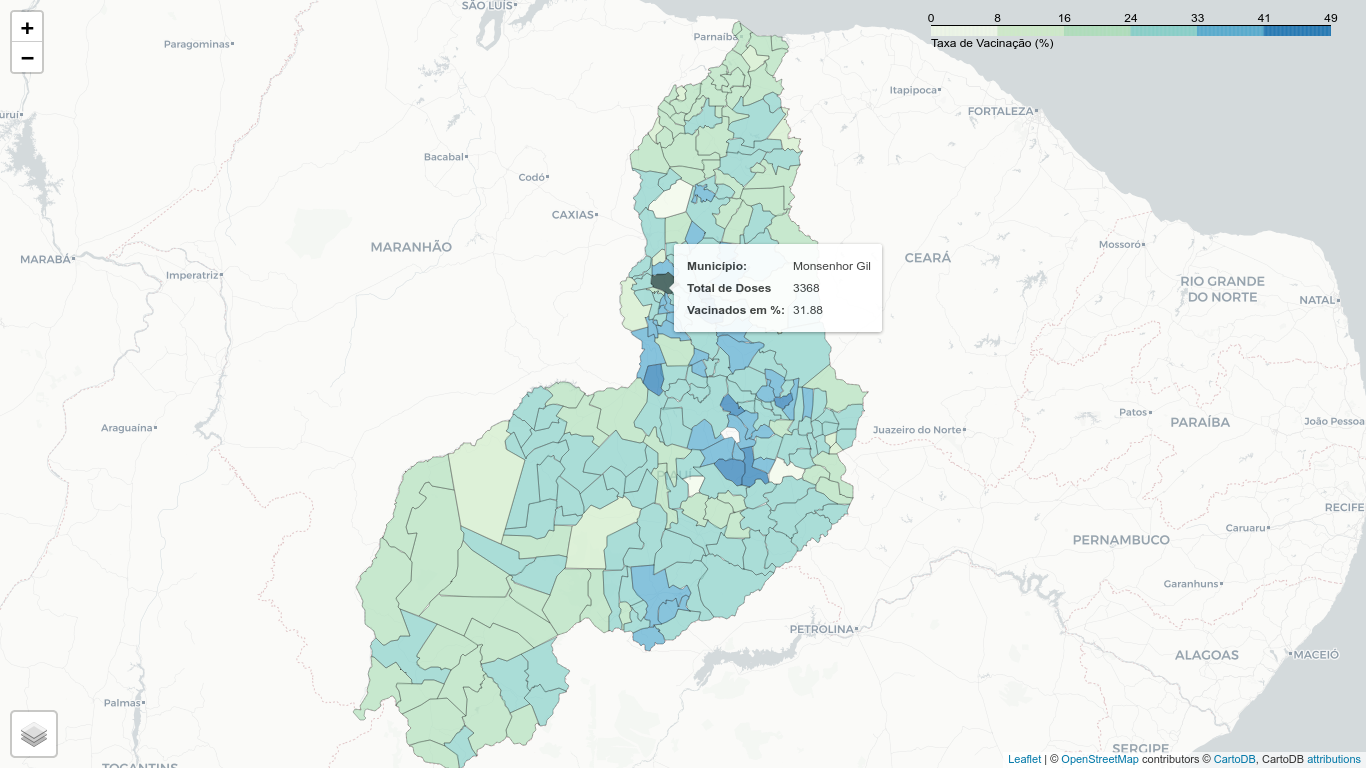 +
−
SÃO LUÍS
Paragominas
Parnaíba
0 8 16 24 33 41 49
Taxa de Vacinação (%)
Itapipoca
FORTALEZA
uruí
Bacabal
Codó
CAXIAS
MARANHÃO
MARABÁ
Imperatriz
Mossoró
CEARÁ
RIO GRANDE
DO NORTE
NATAL
Município: Monsenhor Gil
Total de Doses 3368
Vacinados em %: 31.88
Araguaína
Patos
PARAÍBA
João Pessoa
Juazeiro do Norte
RECIFE
Caruaru
PERNAMBUCO
Garanhuns
PETROLINA
ALAGOAS
MACEIÓ
Palmas
SERGIPE
TOCANTINS
Leaflet | © OpenStreetMap contributors © CartoDB, CartoDB attributions